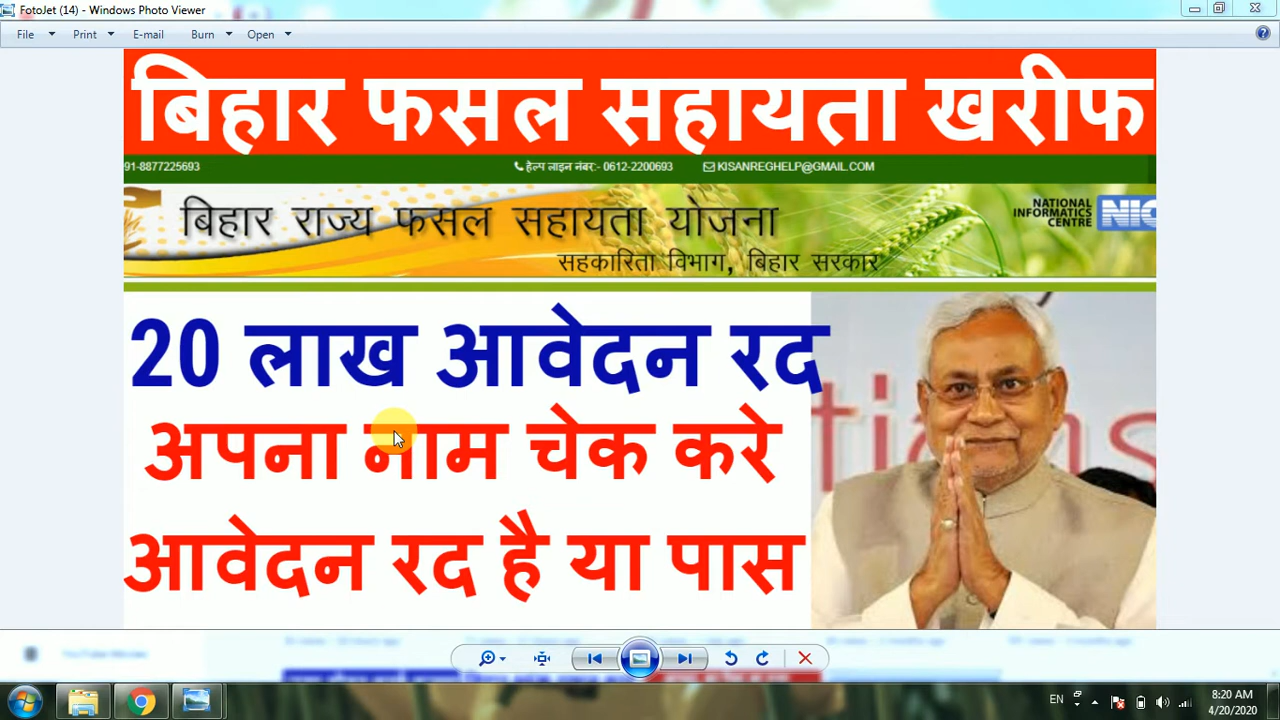 FotoJet (14) - Windows Photo Viewer
File Print E-mail Burn Open
बिहार फसल सहायता खरीफ
91-8877225693 हेल्प लाइन नंबर:- 0612-2200693 KISANREGHELP@GMAIL.COM
बिहार राज्य फसल सहायता योजना
सहकारिता विभाग, बिहार सरकार
NATIONAL
INFORMATICS
CENTRE
NIC
20 लाख आवेदन रद
अपना नाम चेक करे
आवेदन रद है या पास
EN
8:20 AM
4/20/2020